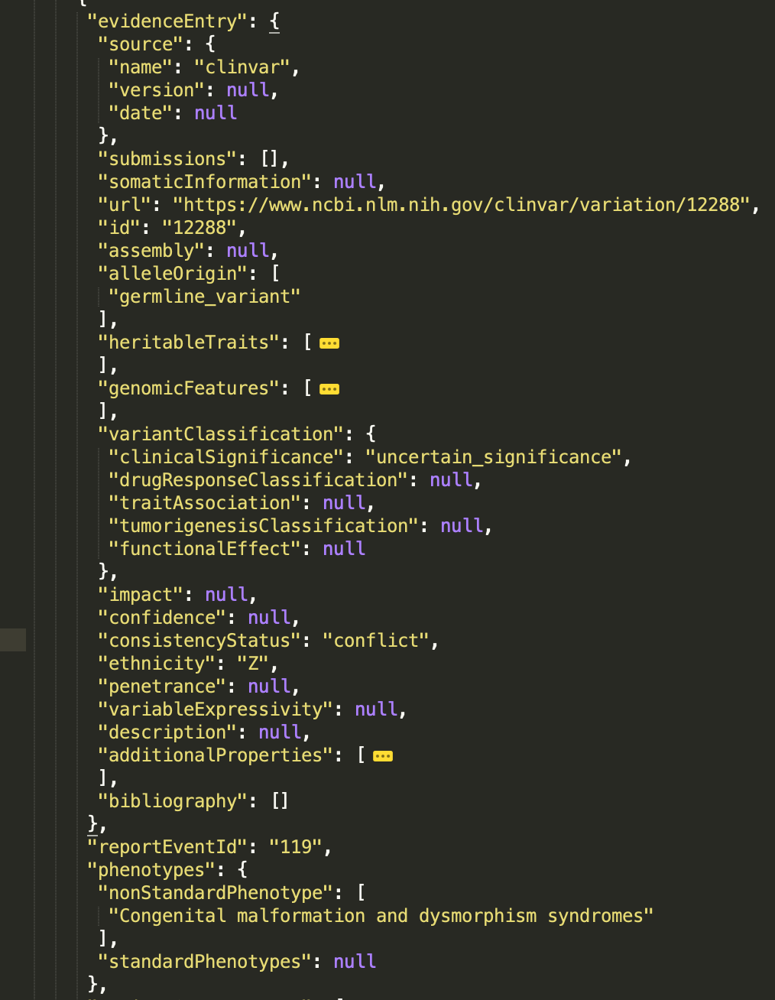 {
"evidenceEntry": {
"source": {
"name": "clinvar",
"version": null,
"date": null
},
"submissions": [],
"somaticInformation": null,
"url": "https://www.ncbi.nlm.nih.gov/clinvar/variation/12288",
"id": "12288",
"assembly": null,
"alleleOrigin": [
"germline_variant"
],
"heritableTraits": [
],
"genomicFeatures": [
],
"variantClassification": {
"clinicalSignificance": "uncertain_significance",
"drugResponseClassification": null,
"traitAssociation": null,
"tumorigenesisClassification": null,
"functionalEffect": null
},
"impact": null,
"confidence": null,
"consistencyStatus": "conflict",
"ethnicity": "Z",
"penetrance": null,
"variableExpressivity": null,
"description": null,
"additionalProperties": [
],
"bibliography": []
},
"reportEventId": "119",
"phenotypes": {
"nonStandardPhenotype": [
"Congenital malformation and dysmorphism syndromes"
],
"standardPhenotypes": null
},